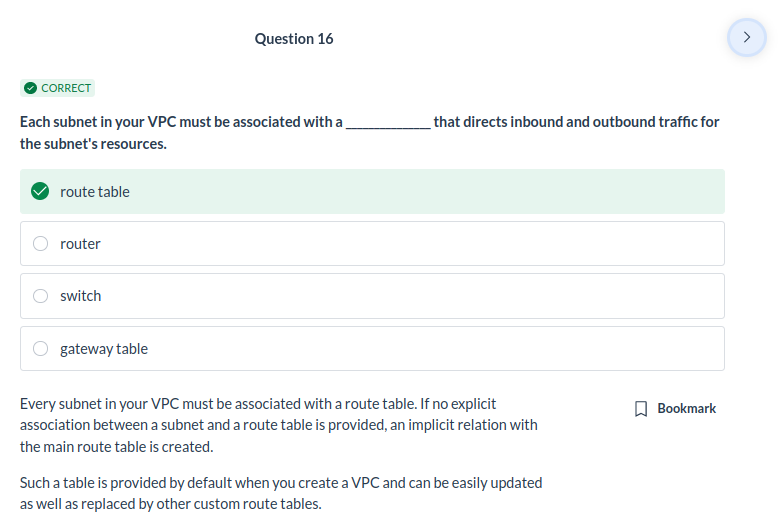 Question 16
CORRECT
Each subnet in your VPC must be associated with a _______________ that directs inbound and outbound traffic for
the subnet's resources.
route table
router
switch
gateway table
Every subnet in your VPC must be associated with a route table. If no explicit
association between a subnet and a route table is provided, an implicit relation with
the main route table is created.
Bookmark
Such a table is provided by default when you create a VPC and can be easily updated
as well as replaced by other custom route tables.